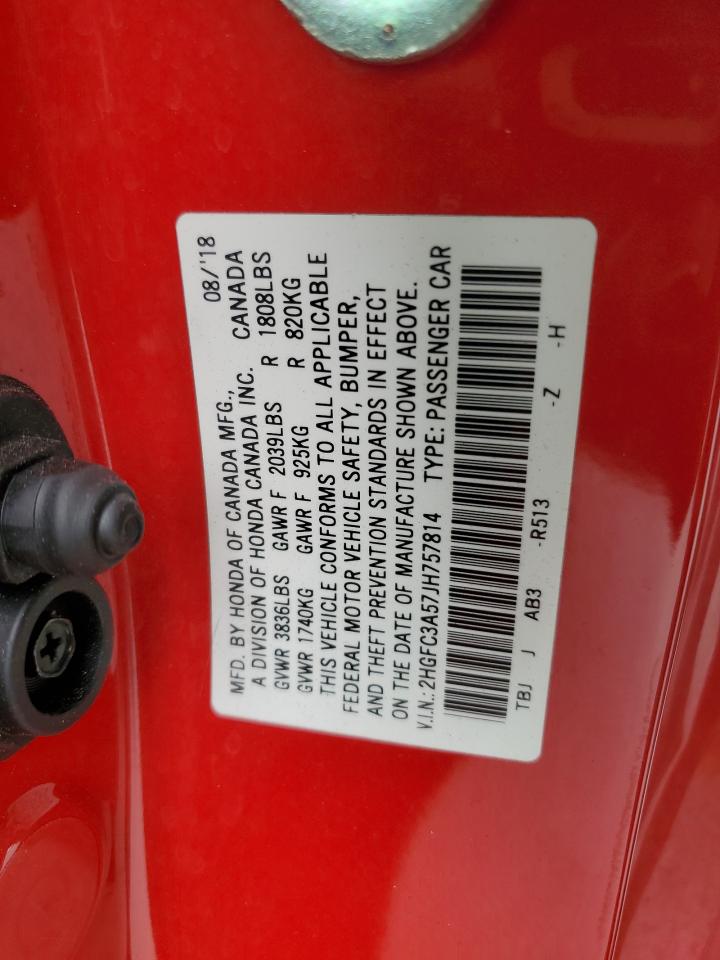 08/'18
MFD. BY HONDA OF CANADA MFG.,
A DIVISION OF HONDA CANADA INC. CANADA
GVWR 3836LBS GAWR F 2039LBS R 1808LBS
GVWR 1740KG GAWR F 925KG R 820KG
THIS VEHICLE CONFORMS TO ALL APPLICABLE
FEDERAL MOTOR VEHICLE SAFETY, BUMPER,
AND THEFT PREVENTION STANDARDS IN EFFECT
ON THE DATE OF MANUFACTURE SHOWN ABOVE.
V.I.N.: 2HGFC3A57JH757814 TYPE: PASSENGER CAR
TBJ J AB3 -R513 -Z -H